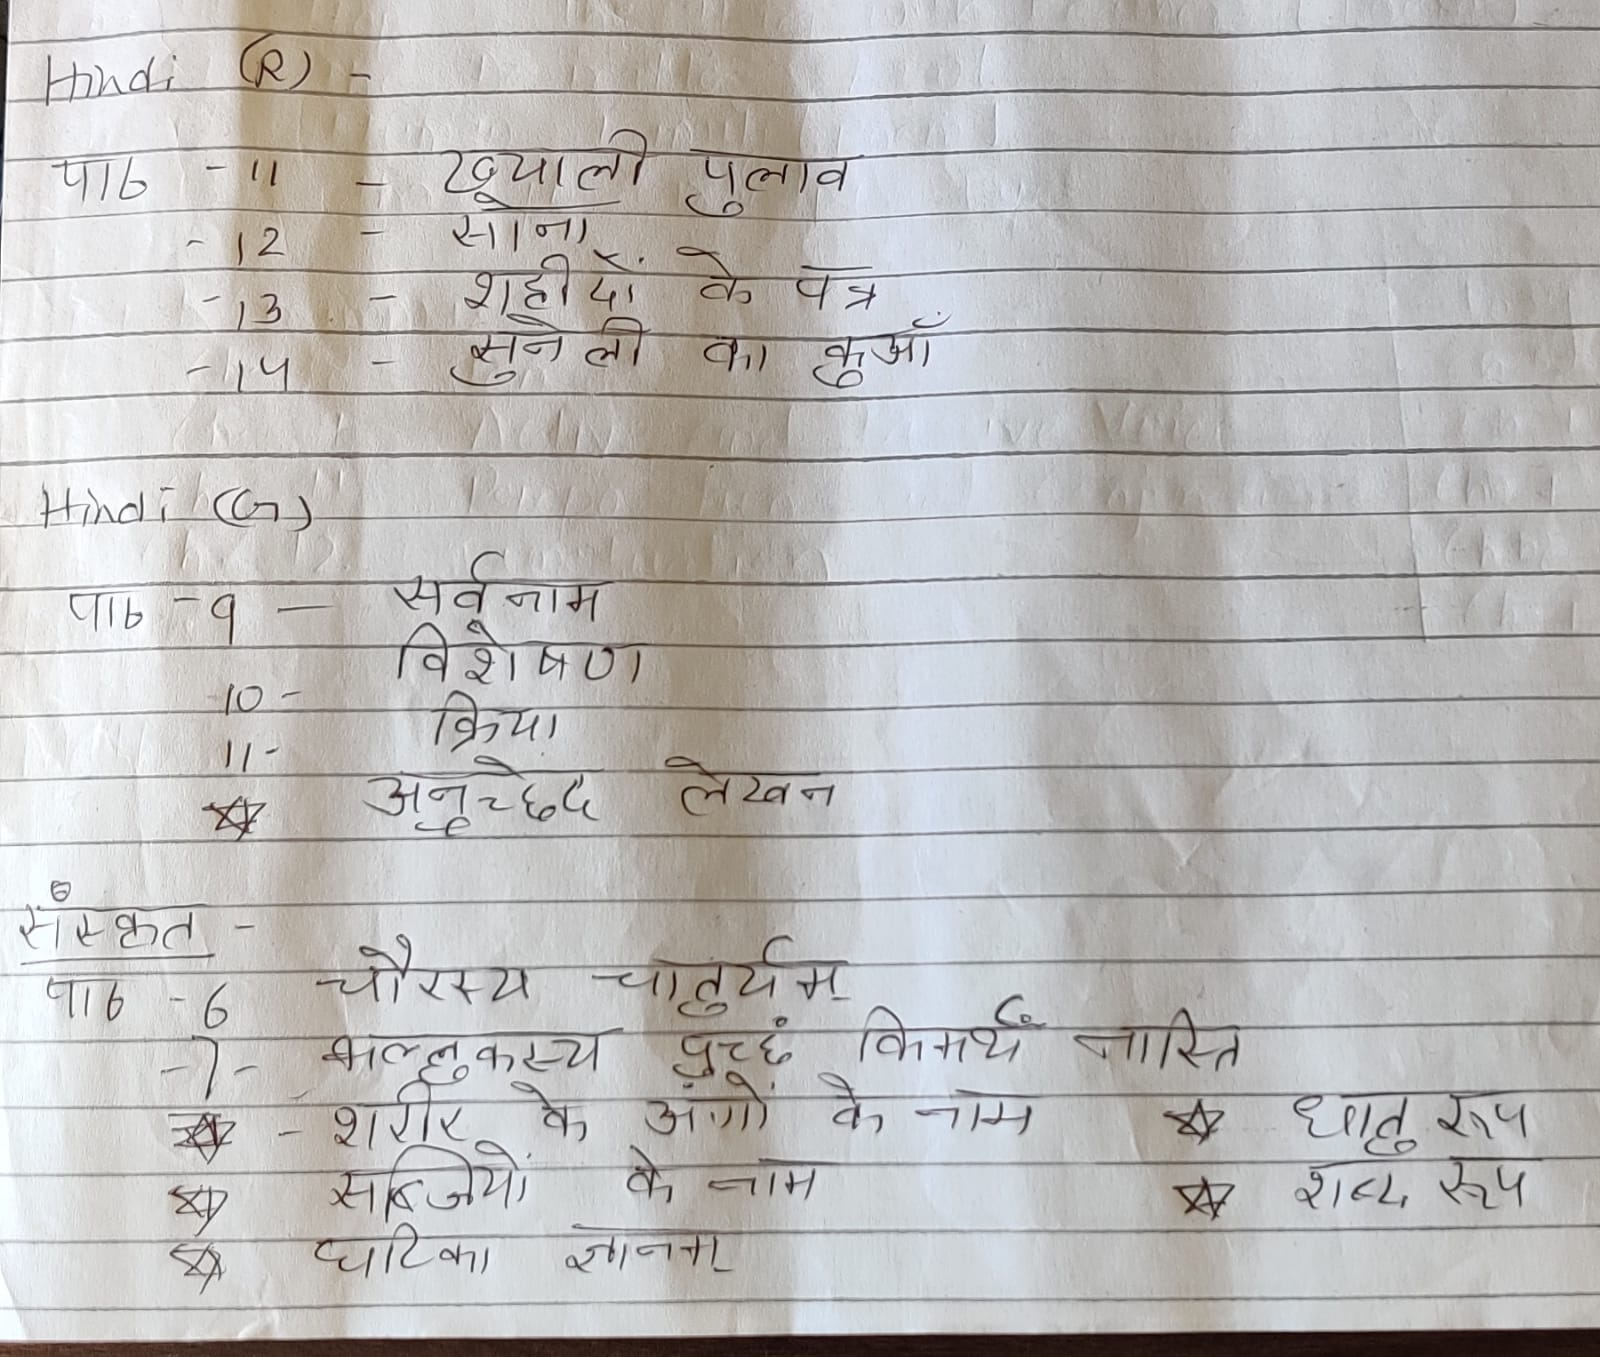 Hindi (R) -
पाठ - 11 - ख़्याली पुलाव
- 12 - साना
- 13 - शहीदों के पत्र
- 14 - सुनेली का कुआँ
Hindi (G)
पाठ - 9 — सर्वनाम
10 - विशेषण
11 - क्रिया
☆ अनुच्छेद लेखन
संस्कृत -
पाठ - 6 चौरस्य चातुर्यम्
- 7 - भल्लुकस्य पुच्छं किमर्थं नास्ति
☆ - शरीर के अंगों के नाम ☆ धातु रूप
☆ सब्जियों के नाम ☆ शब्द रूप
☆ घटिका ज्ञानम्